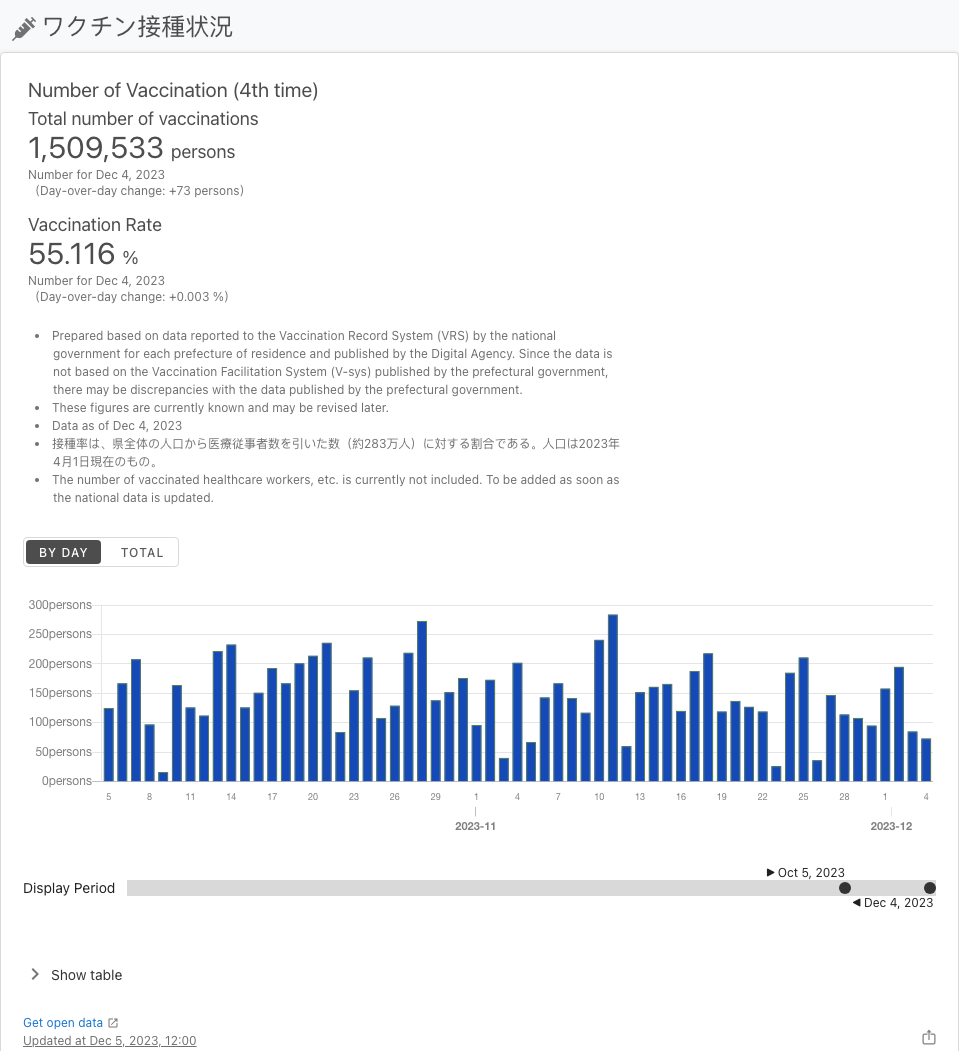 ワクチン接種状況
Number of Vaccination (4th time)
Total number of vaccinations
1,509,533 persons
Number for Dec 4, 2023
(Day-over-day change: +73 persons)
Vaccination Rate
55.116 %
Number for Dec 4, 2023
(Day-over-day change: +0.003 %)
• Prepared based on data reported to the Vaccination Record System (VRS) by the national
government for each prefecture of residence and published by the Digital Agency. Since the data is
not based on the Vaccination Facilitation System (V-sys) published by the prefectural government,
there may be discrepancies with the data published by the prefectural government.
• These figures are currently known and may be revised later.
• Data as of Dec 4, 2023
• 接種率は、県全体の人口から医療従事者数を引いた数（約283万人）に対する割合である。人口は2023年
4月1日現在のもの。
• The number of vaccinated healthcare workers, etc. is currently not included. To be added as soon as
the national data is updated.
BY DAY TOTAL
300persons
250persons
200persons
150persons
100persons
50persons
0persons
5 8 11 14 17 20 23 26 29 1 4 7 10 13 16 19 22 25 28 1 4
2023-11 2023-12
▶ Oct 5, 2023
Display Period
◀ Dec 4, 2023
Show table
Get open data
Updated at Dec 5, 2023, 12:00